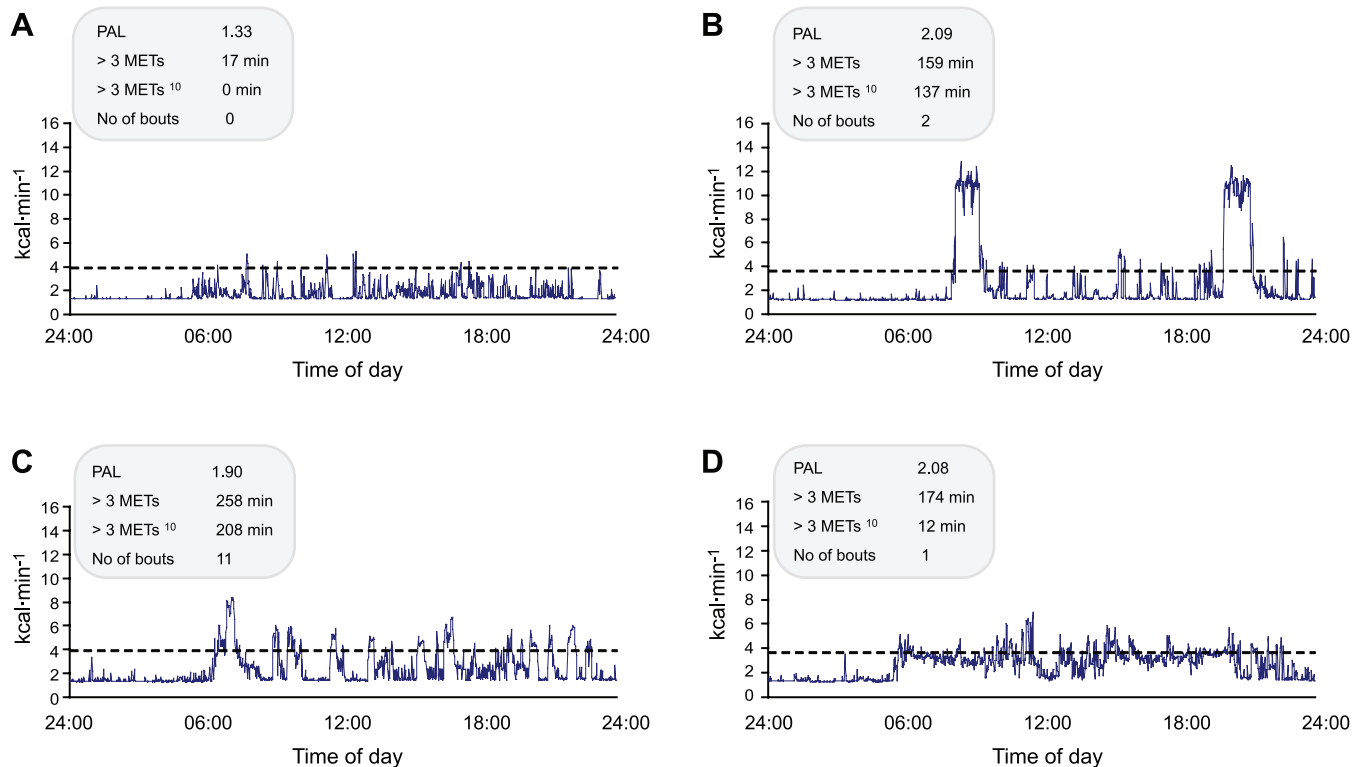 A
PAL 1.33
> 3 METs 17 min
> 3 METs 10 0 min
No of bouts 0
16
14
12
10
8
6
4
2
0
kcal·min-1
24:00 06:00 12:00 18:00 24:00
Time of day
B
PAL 2.09
> 3 METs 159 min
> 3 METs 10 137 min
No of bouts 2
16
14
12
10
8
6
4
2
0
kcal·min-1
24:00 06:00 12:00 18:00 24:00
Time of day
C
PAL 1.90
> 3 METs 258 min
> 3 METs 10 208 min
No of bouts 11
16
14
12
10
8
6
4
2
0
kcal·min-1
24:00 06:00 12:00 18:00 24:00
Time of day
D
PAL 2.08
> 3 METs 174 min
> 3 METs 10 12 min
No of bouts 1
16
14
12
10
8
6
4
2
0
kcal·min-1
24:00 06:00 12:00 18:00 24:00
Time of day